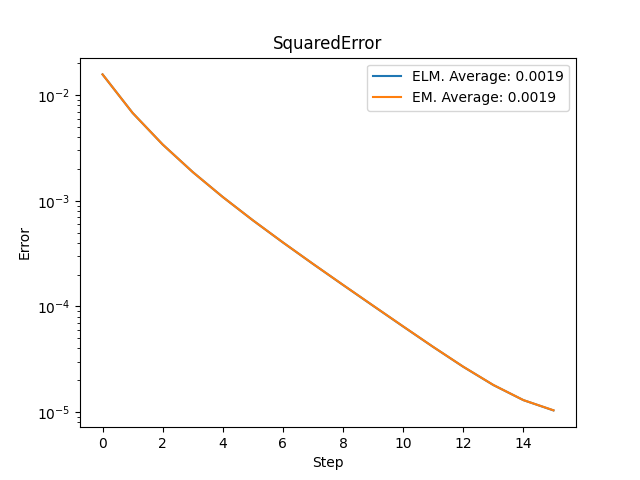 SquaredError
ELM. Average: 0.0019
EM. Average: 0.0019
Error
10⁻²
10⁻³
10⁻⁴
10⁻⁵
0 2 4 6 8 10 12 14
Step